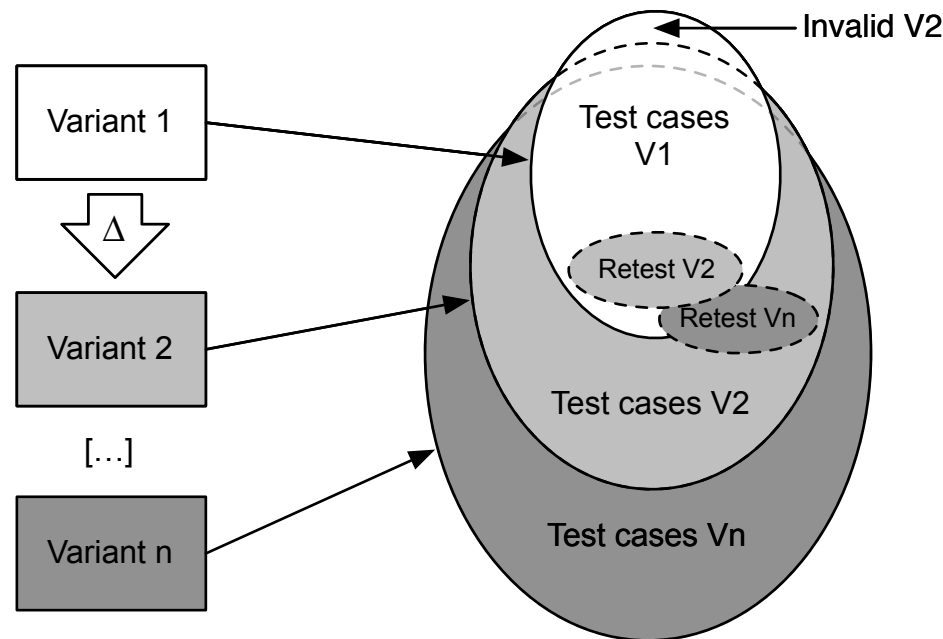 Invalid V2
Variant 1
Test cases
V1
Δ
Retest V2
Variant 2
Retest Vn
Test cases V2
[...]
Variant n
Test cases Vn